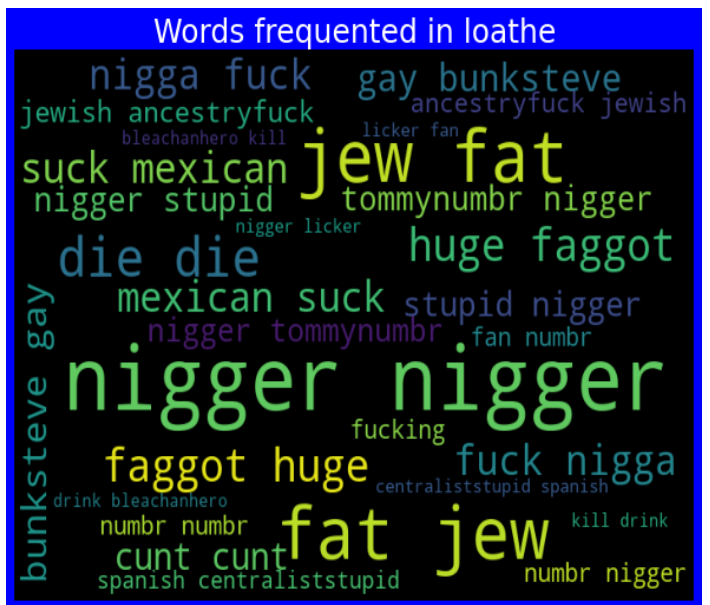 Words frequented in loathe
nigga fuck
gay bunksteve
jewish ancestryfuck
ancestryfuck jewish
bleachanhero kill
licker fan
jew fat
suck mexican
nigger stupid
tommynumbr nigger
nigger licker
die die
huge faggot
mexican suck
stupid nigger
nigger tommynumbr
fan numbr
bunksteve gay
nigger nigger
fucking
faggot huge
fuck nigga
centraliststupid spanish
drink bleachanhero
numbr numbr
fat jew
kill drink
cunt cunt
spanish centraliststupid
numbr nigger